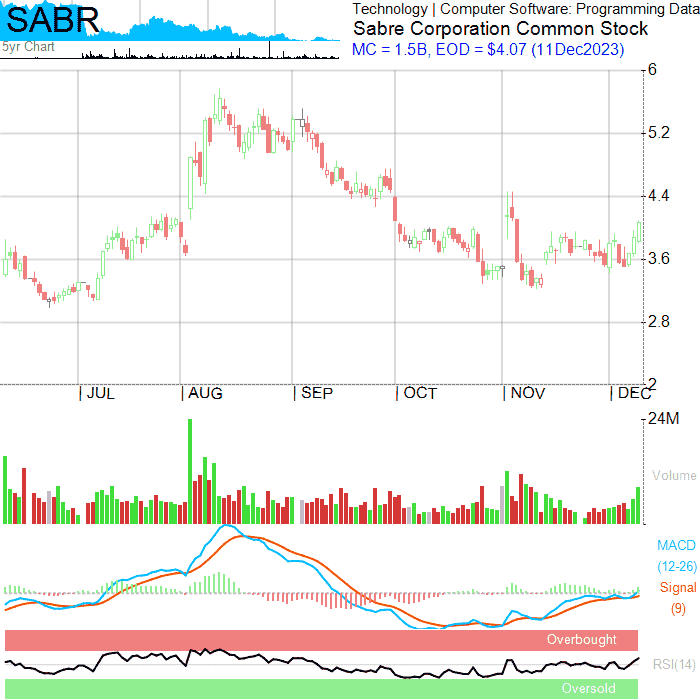 SABR
5yr Chart
Technology | Computer Software: Programming Data
Sabre Corporation Common Stock
MC = 1.5B, EOD = $4.07 (11Dec2023)
6
5.2
4.4
3.6
2.8
2
JUL
AUG
SEP
OCT
NOV
DEC
24M
Volume
MACD
(12-26)
Signal
(9)
Overbought
RSI(14)
Oversold